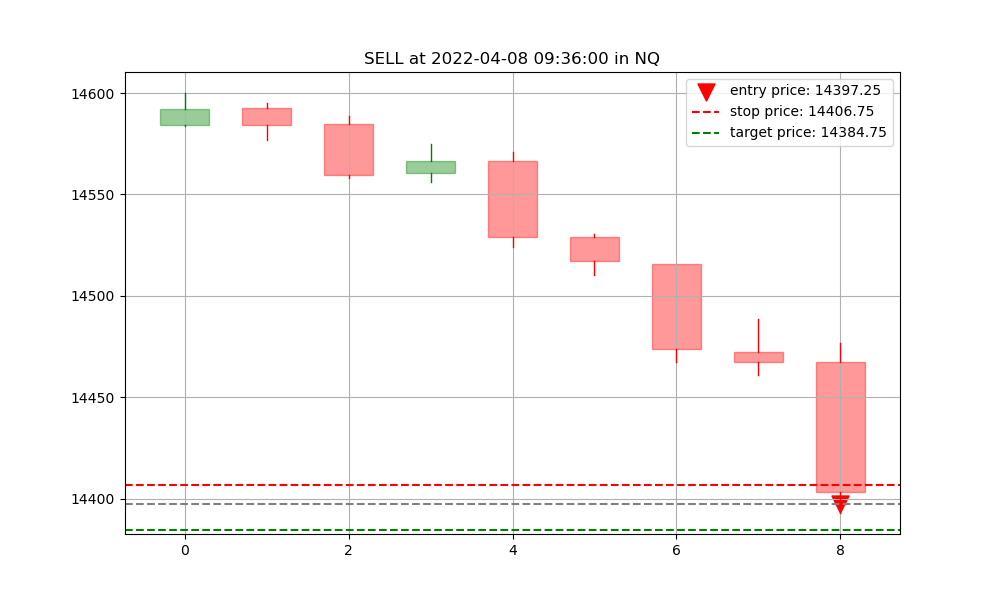 SELL at 2022-04-08 09:36:00 in NQ
entry price: 14397.25
stop price: 14406.75
target price: 14384.75
14600
14550
14500
14450
14400
0 2 4 6 8